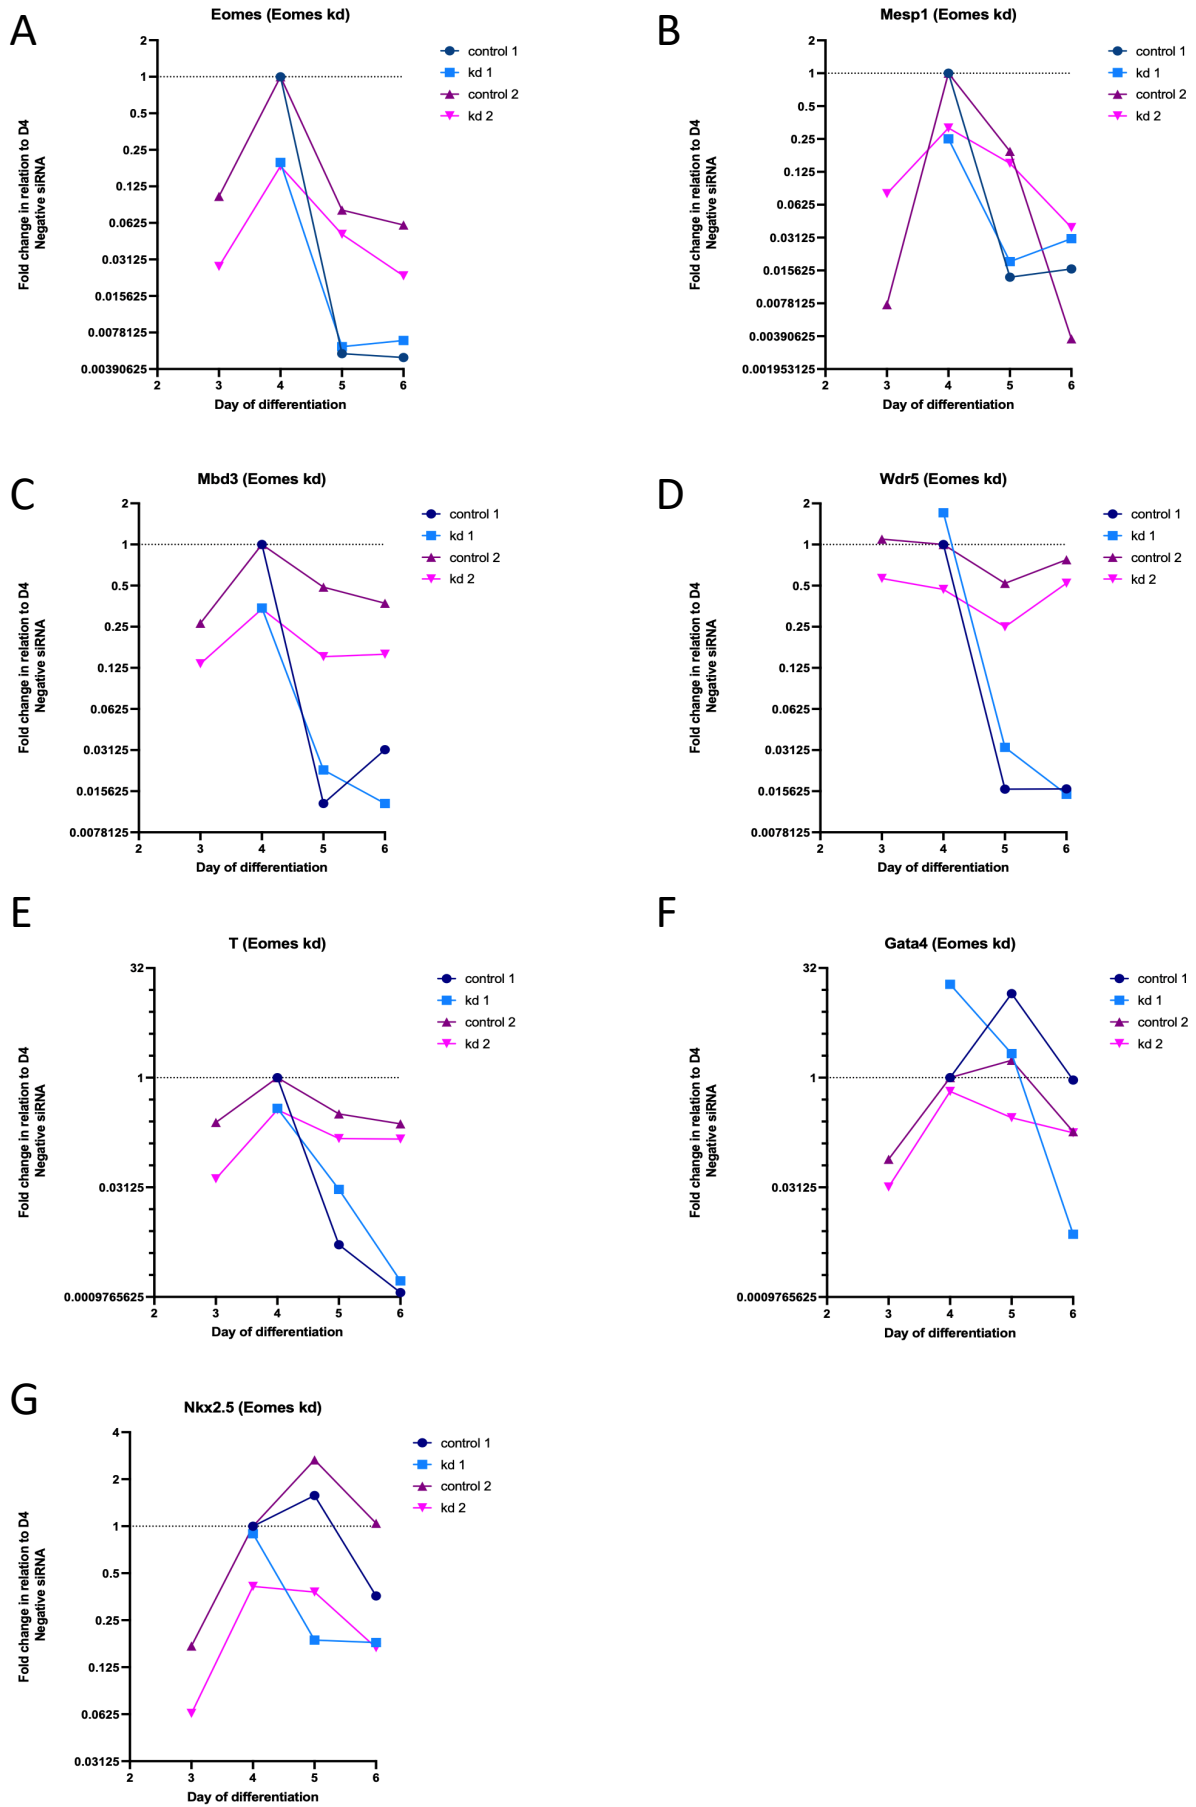 A
Eomes (Eomes kd)
Fold change in relation to D4
Negative siRNA
2
1
0.5
0.25
0.125
0.0625
0.03125
0.015625
0.0078125
0.00390625
2 3 4 5 6
Day of differentiation
control 1
kd 1
control 2
kd 2
B
Mesp1 (Eomes kd)
Fold change in relation to D4
Negative siRNA
2
1
0.5
0.25
0.125
0.0625
0.03125
0.015625
0.0078125
0.00390625
0.001953125
2 3 4 5 6
Day of differentiation
control 1
kd 1
control 2
kd 2
C
Mbd3 (Eomes kd)
Fold change in relation to D4
Negative siRNA
2
1
0.5
0.25
0.125
0.0625
0.03125
0.015625
0.0078125
2 3 4 5 6
Day of differentiation
control 1
kd 1
control 2
kd 2
D
Wdr5 (Eomes kd)
Fold change in relation to D4
Negative siRNA
2
1
0.5
0.25
0.125
0.0625
0.03125
0.015625
0.0078125
2 3 4 5 6
Day of differentiation
control 1
kd 1
control 2
kd 2
E
T (Eomes kd)
Fold change in relation to D4
Negative siRNA
32
1
0.03125
0.0009765625
2 3 4 5 6
Day of differentiation
control 1
kd 1
control 2
kd 2
F
Gata4 (Eomes kd)
Fold change in relation to D4
Negative siRNA
32
1
0.03125
0.0009765625
2 3 4 5 6
Day of differentiation
control 1
kd 1
control 2
kd 2
G
Nkx2.5 (Eomes kd)
Fold change in relation to D4
Negative siRNA
4
2
1
0.5
0.25
0.125
0.0625
0.03125
2 3 4 5 6
Day of differentiation
control 1
kd 1
control 2
kd 2